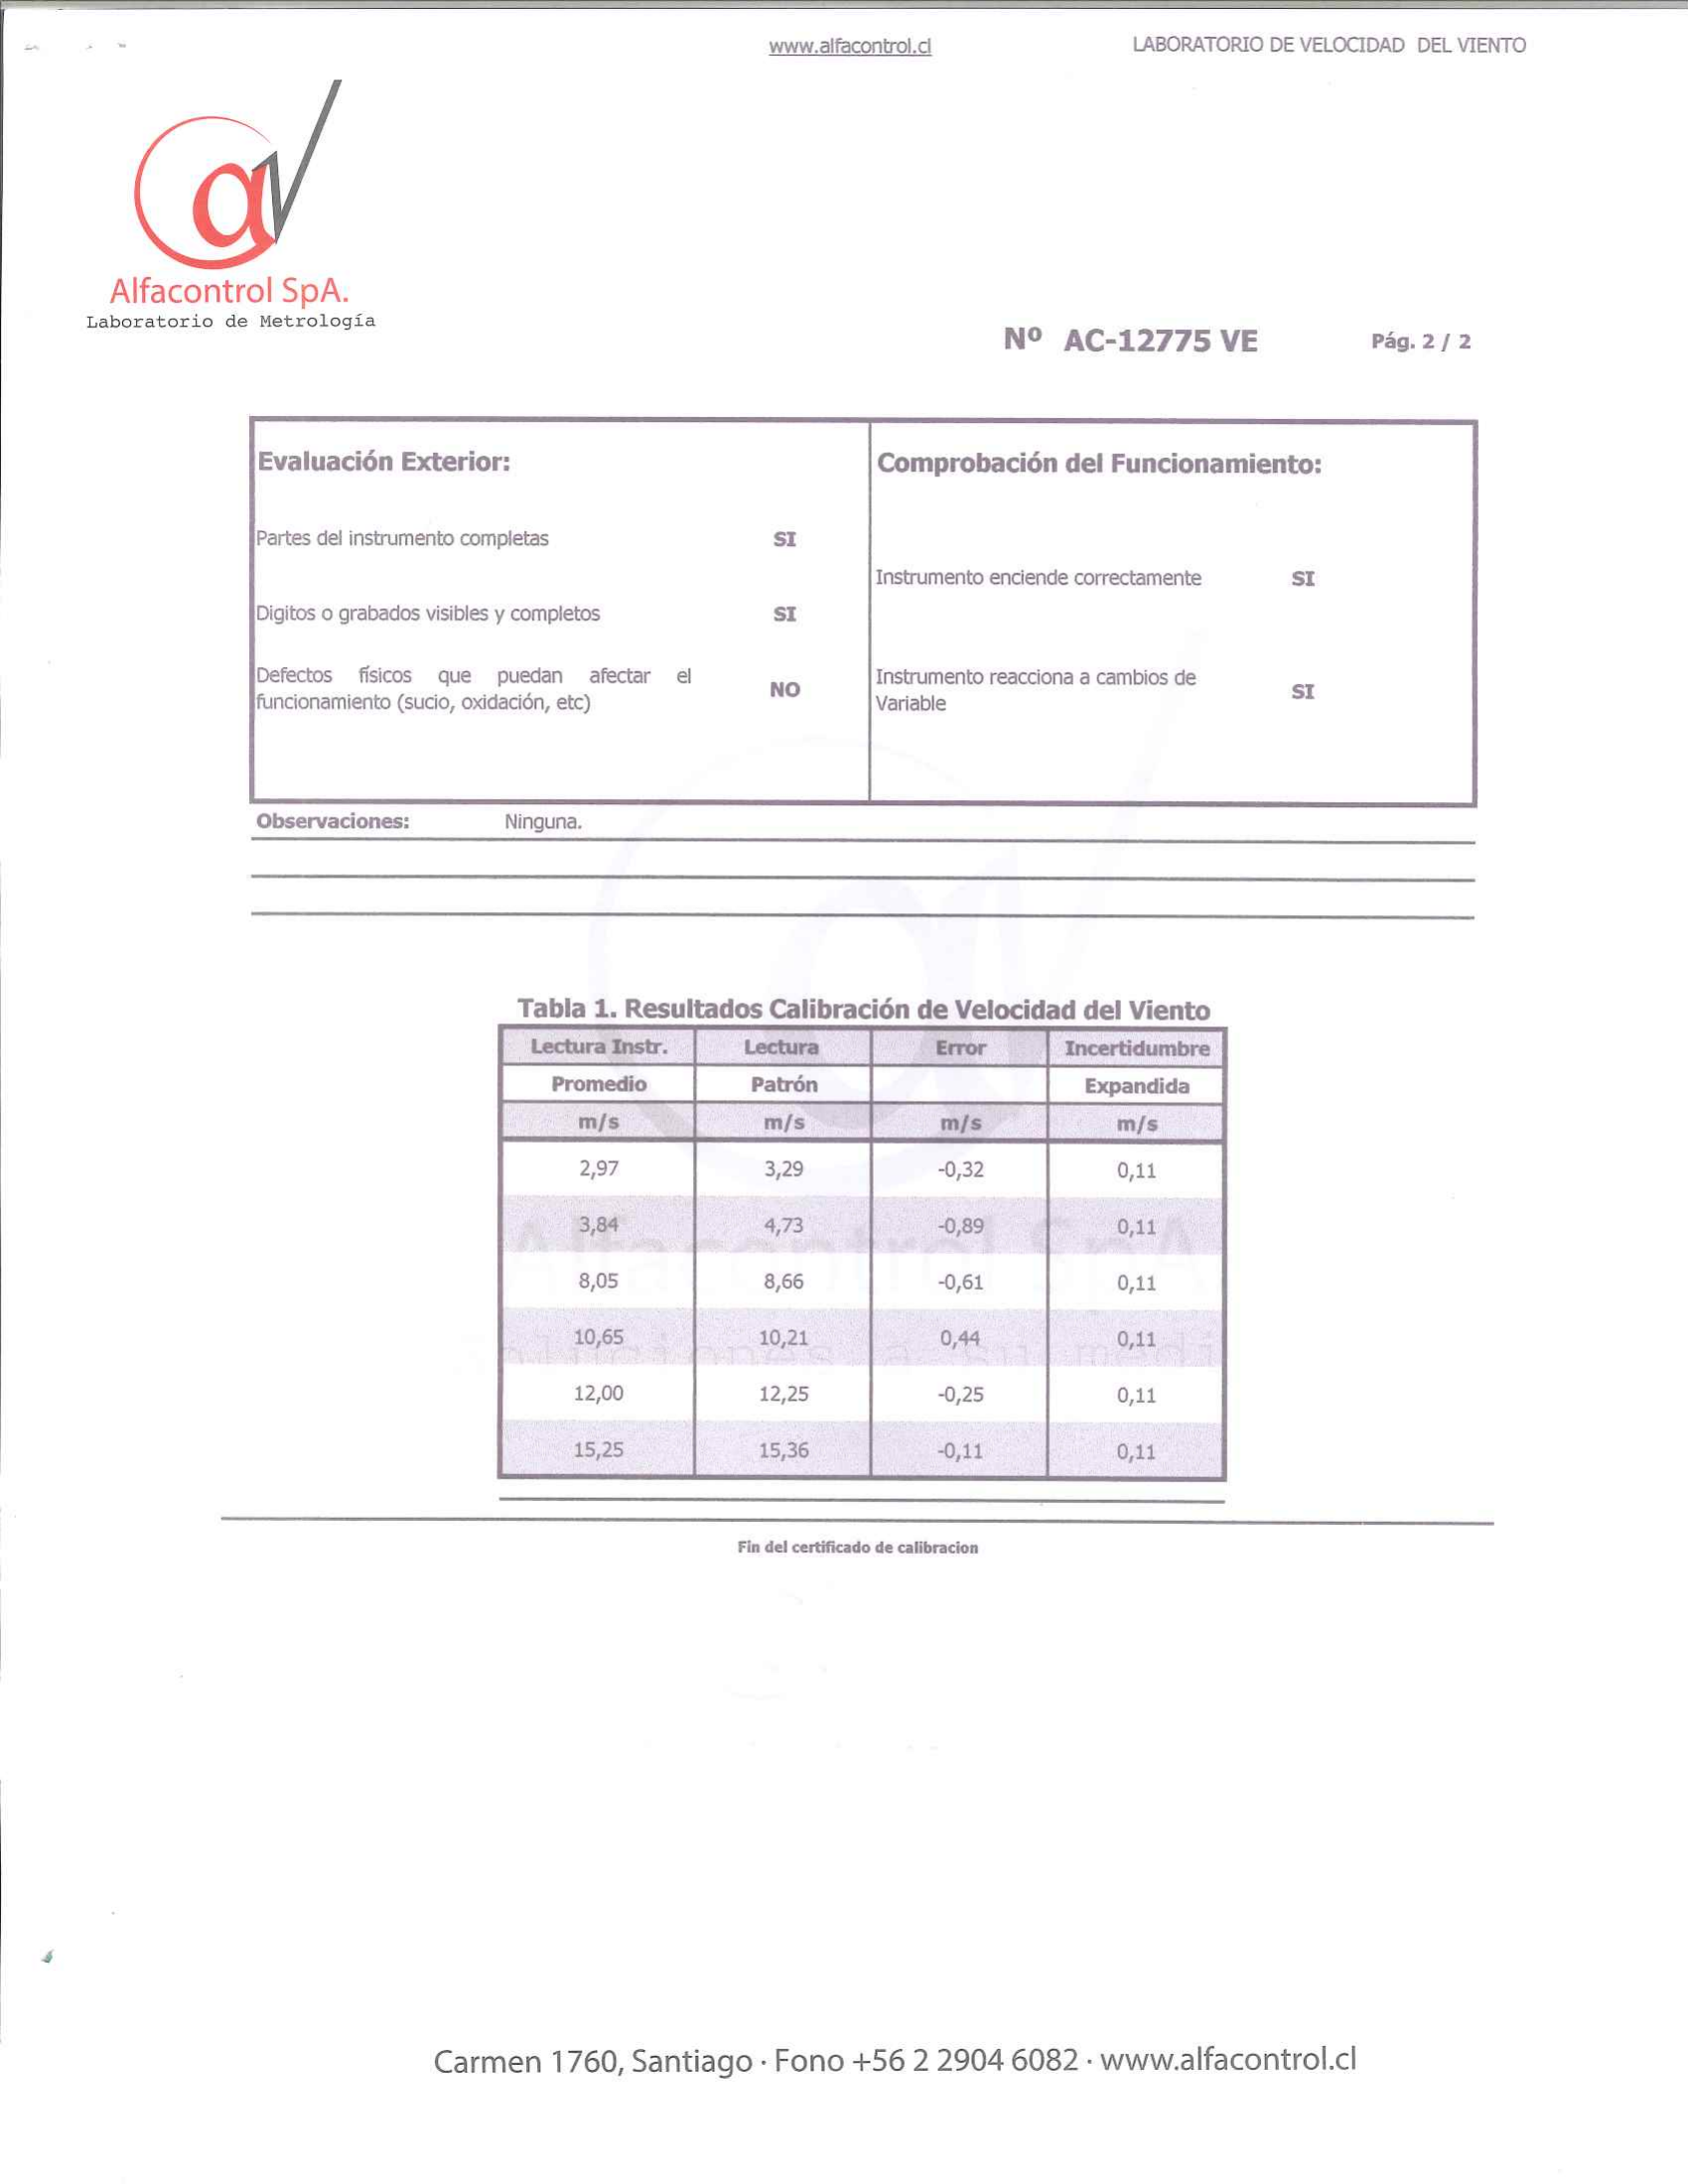 www.alfacontrol.cl LABORATORIO DE VELOCIDAD DEL VIENTO
Alfacontrol SpA.
Laboratorio de Metrología
Nº AC-12775 VE Pág. 2 / 2
Evaluación Exterior:
Partes del instrumento completas SI
Digitos o grabados visibles y completos SI
Defectos físicos que puedan afectar el
funcionamiento (sucio, oxidación, etc) NO
Comprobación del Funcionamiento:
Instrumento enciende correctamente SI
Instrumento reacciona a cambios de
Variable SI
Observaciones: Ninguna.
Tabla 1. Resultados Calibración de Velocidad del Viento
Lectura Instr. Lectura Error Incertidumbre
Promedio Patrón Expandida
m/s m/s m/s m/s
2,97 3,29 -0,32 0,11
3,84 4,73 -0,89 0,11
8,05 8,66 -0,61 0,11
10,65 10,21 0,44 0,11
12,00 12,25 -0,25 0,11
15,25 15,36 -0,11 0,11
Alfacontrol SpA
Fin del certificado de calibracion
Carmen 1760, Santiago · Fono +56 2 2904 6082 · www.alfacontrol.cl